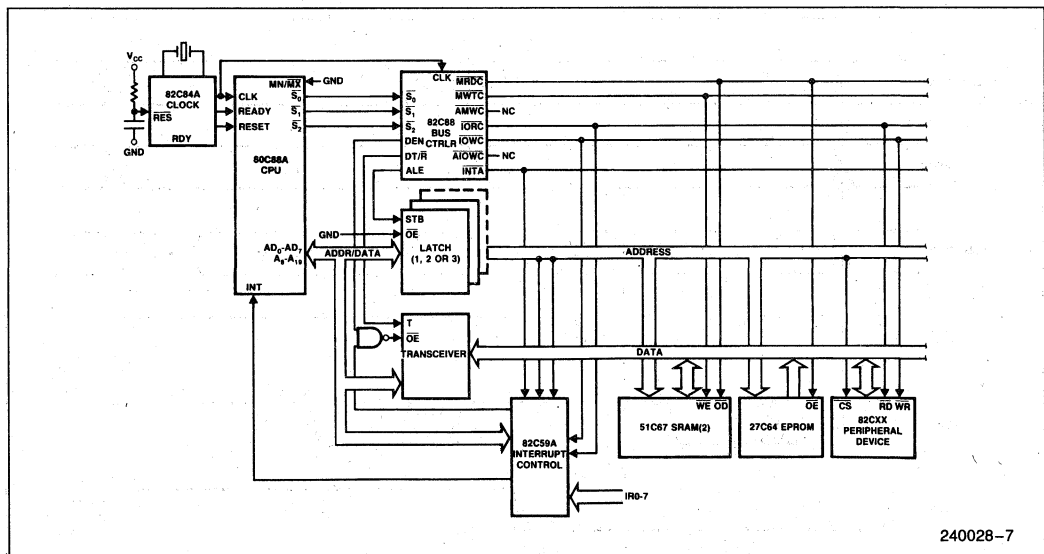 VCC
82C84A
CLOCK
RES
RDY
GND
CLK
READY
RESET
MN/MX
GND
S0
S1
S2
80C88A
CPU
AD0-AD7
A8-A19
INT
CLK
S0
S1
S2
DEN
DT/R
ALE
82C88
BUS
CTRLR
MRDC
MWTC
AMWC
NC
IORC
IOWC
AIOWC
NC
INTA
GND
STB
OE
LATCH
(1, 2 OR 3)
ADDR/DATA
ADDRESS
T
OE
TRANSCEIVER
DATA
82C59A
INTERRUPT
CONTROL
IR0-7
WE OD
51C67 SRAM(2)
OE
27C64 EPROM
CS RD WR
82CXX
PERIPHERAL
DEVICE
240028-7